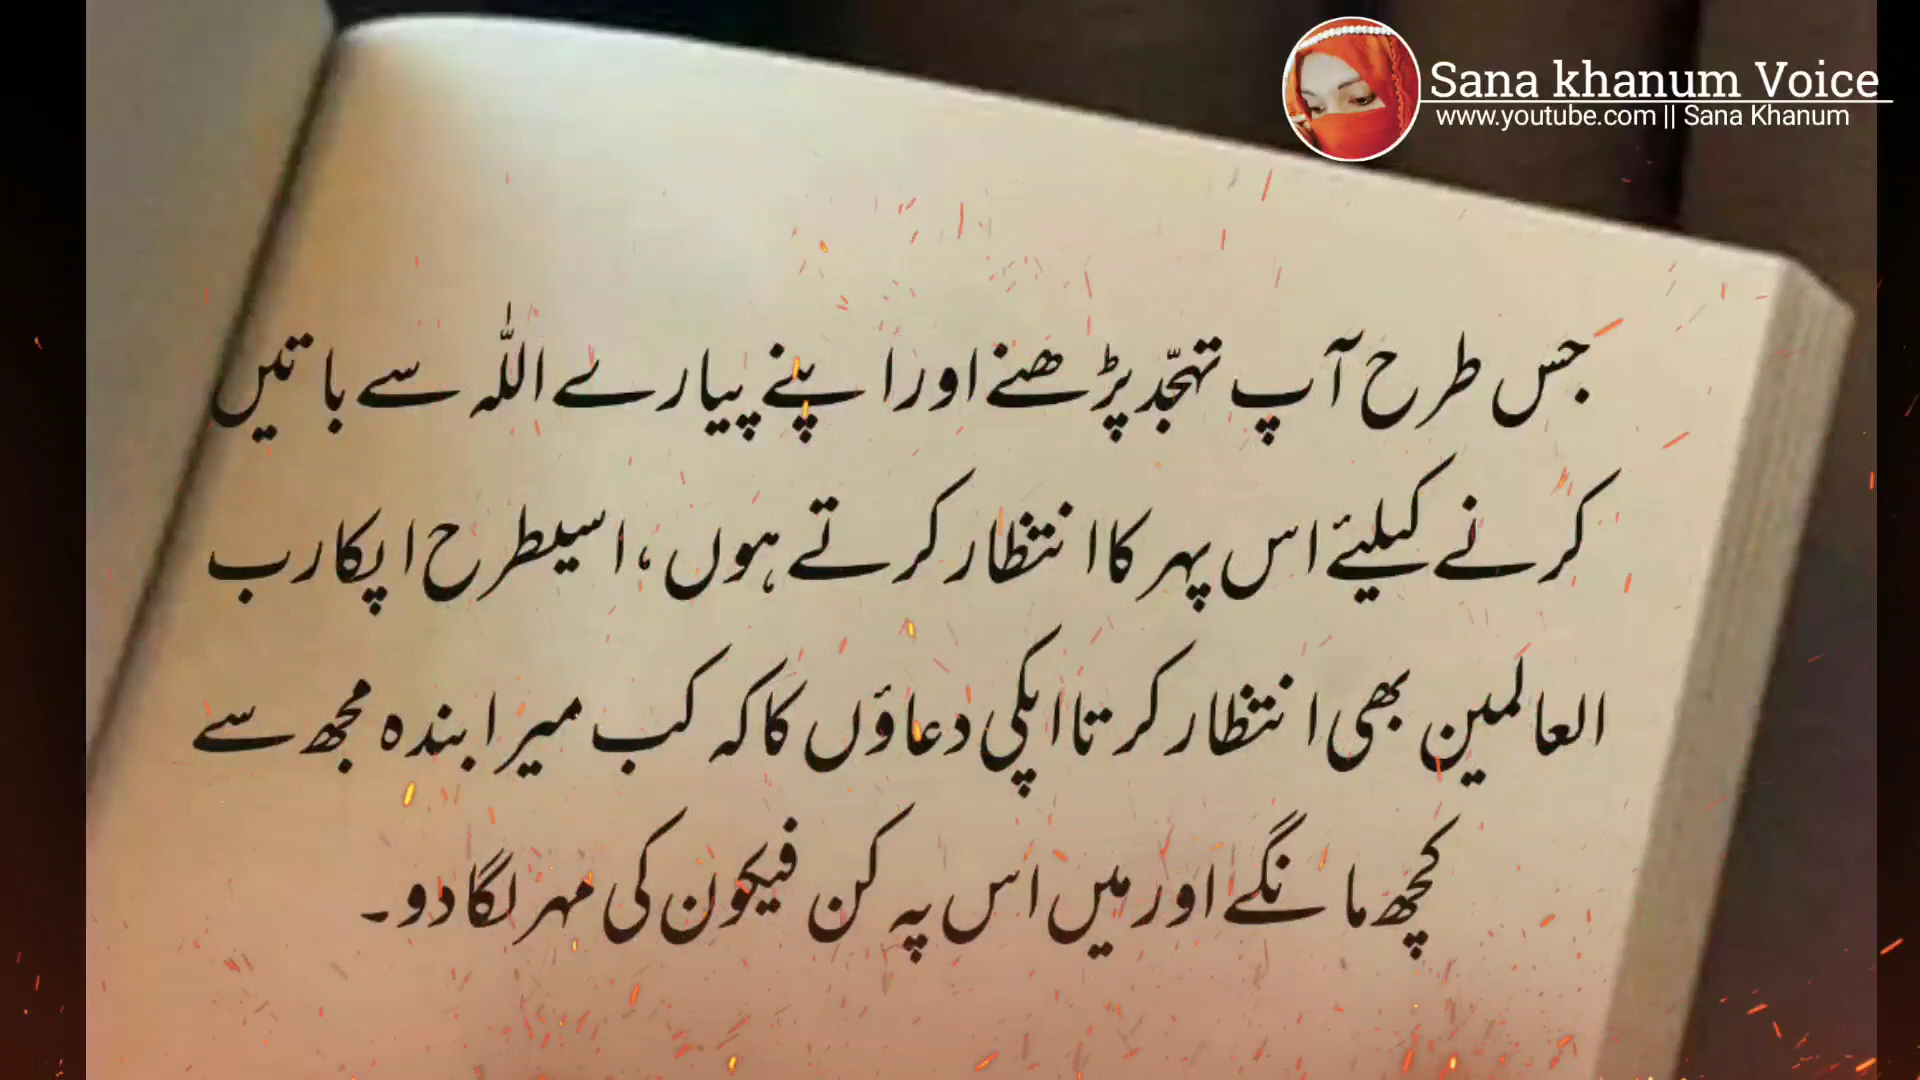 Sana khanum Voice
www.youtube.com || Sana Khanum
جس طرح آپ تہجّد پڑھنے اور اپنے پیارے اللّٰہ سے باتیں
کرنے کیلئے اس پہر کا انتظار کرتے ہوں، اسیطرح اپکا رب
العالمین بھی انتظار کرتا اپکی دعاؤں کا کہ کب میرا بندہ مجھ سے
کچھ مانگے اور میں اس پہ کن فیکون کی مہر لگا دو۔